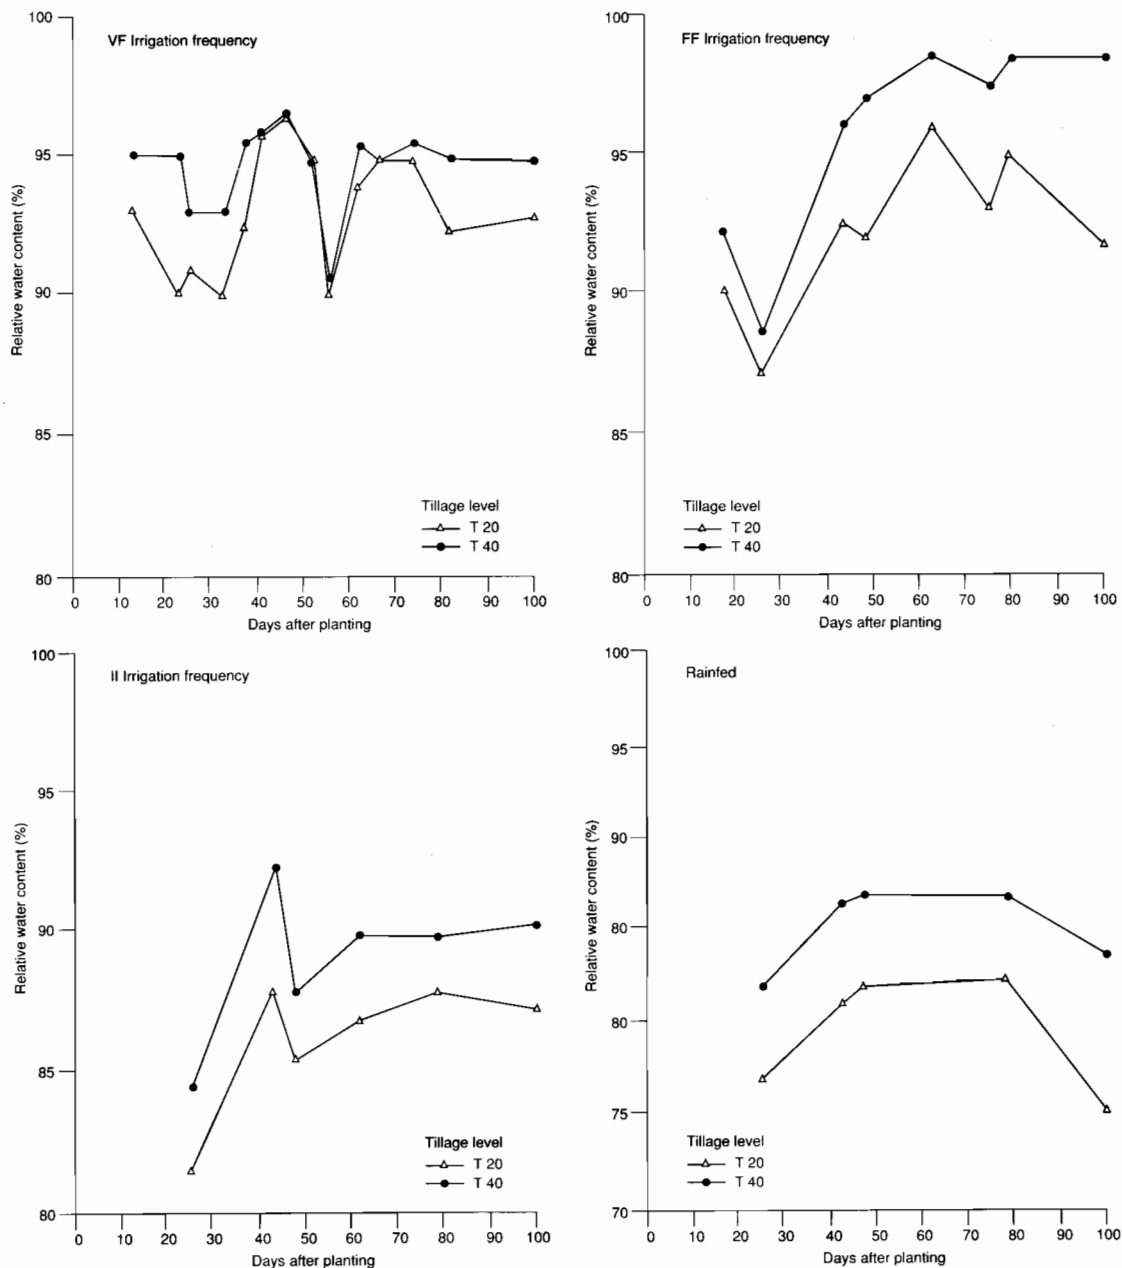 VF Irrigation frequency
100
95
90
85
80
Relative water content (%)
Tillage level
T 20
T 40
0 10 20 30 40 50 60 70 80 90 100
Days after planting
FF Irrigation frequency
100
95
90
85
80
Relative water content (%)
Tillage level
T 20
T 40
0 10 20 30 40 50 60 70 80 90 100
Days after planting
II Irrigation frequency
100
95
90
85
80
Relative water content (%)
Tillage level
T 20
T 40
0 10 20 30 40 50 60 70 80 90 100
Days after planting
Rainfed
100
95
90
80
80
75
70
Relative water content (%)
Tillage level
T 20
T 40
0 10 20 30 40 50 60 70 80 90 100
Days after planting